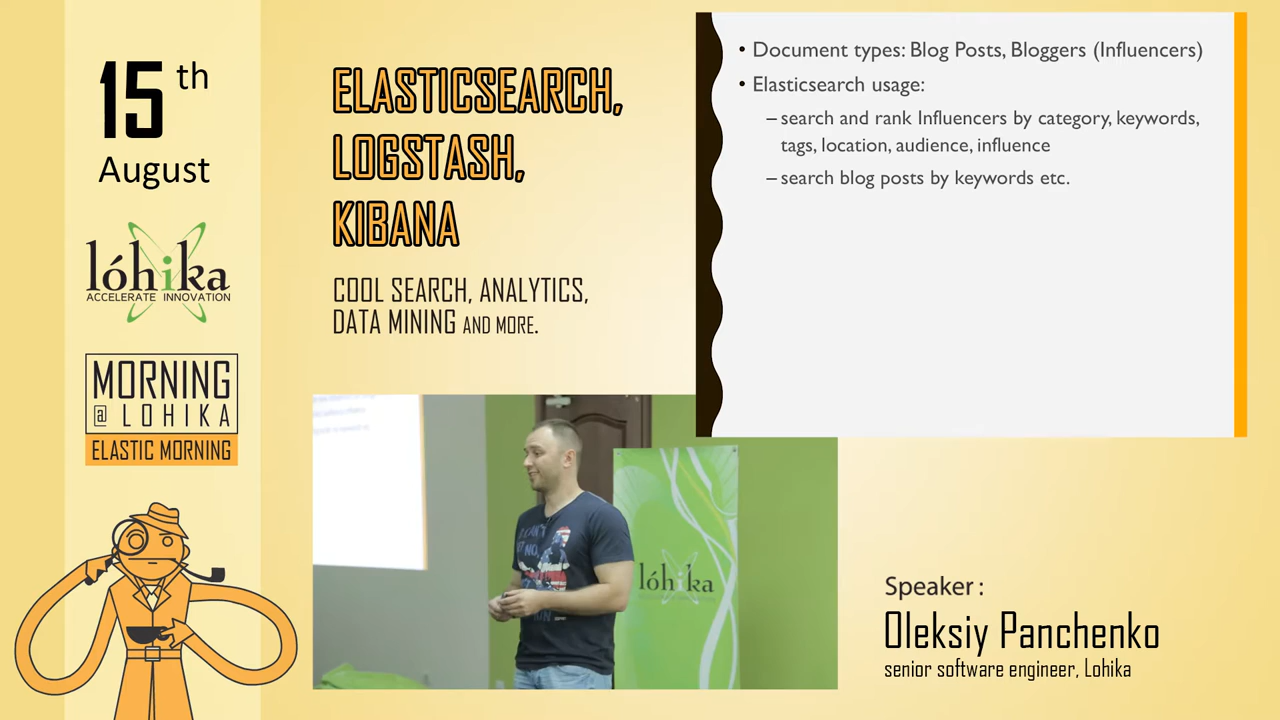 15th
August
lóhika
ACCELERATE INNOVATION
MORNING
@ LOHIKA
ELASTIC MORNING
ELASTICSEARCH,
LOGSTASH,
KIBANA
COOL SEARCH, ANALYTICS,
DATA MINING AND MORE.
• Document types: Blog Posts, Bloggers (Influencers)
• Elasticsearch usage:
– search and rank Influencers by category, keywords,
tags, location, audience, influence
– search blog posts by keywords etc.
lóhika
Speaker :
Oleksiy Panchenko
senior software engineer, Lohika